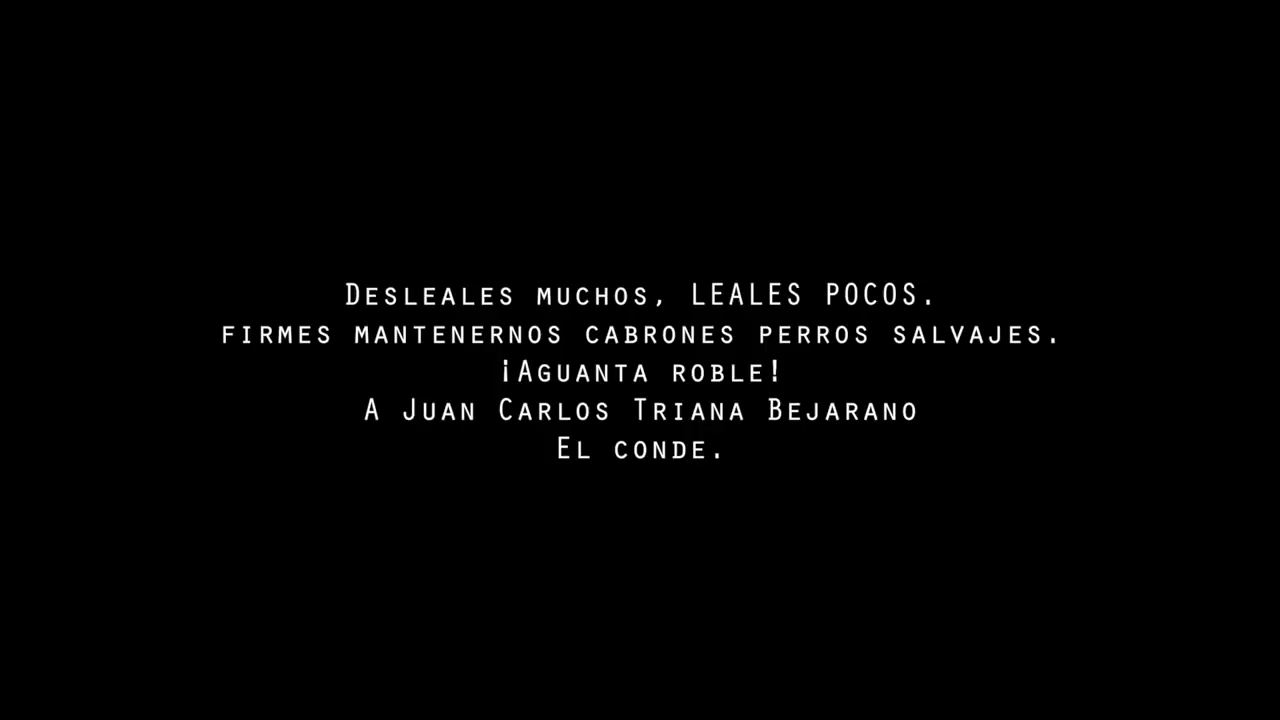 Desleales muchos, LEALES POCOS.
firmes mantenernos cabrones perros salvajes.
¡Aguanta roble!
A Juan Carlos Triana Bejarano
El conde.